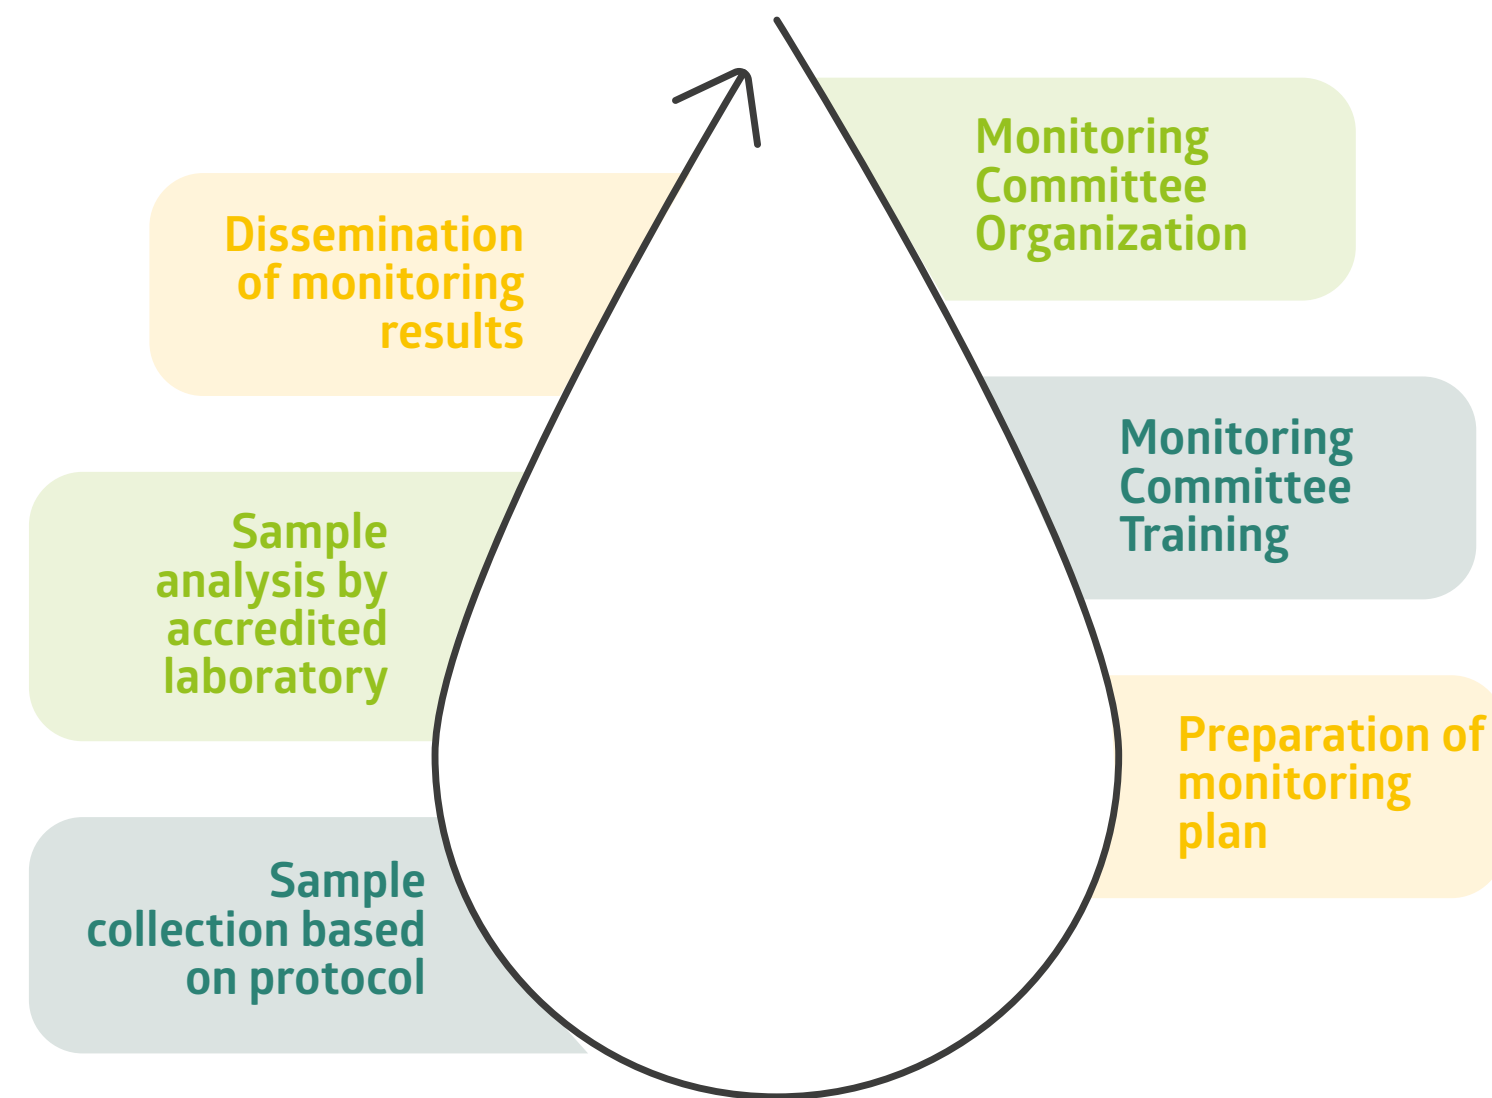 Monitoring
Committee
Organization
Monitoring
Committee
Training
Preparation of
monitoring
plan
Sample
collection based
on protocol
Sample
analysis by
accredited
laboratory
Dissemination
of monitoring
results